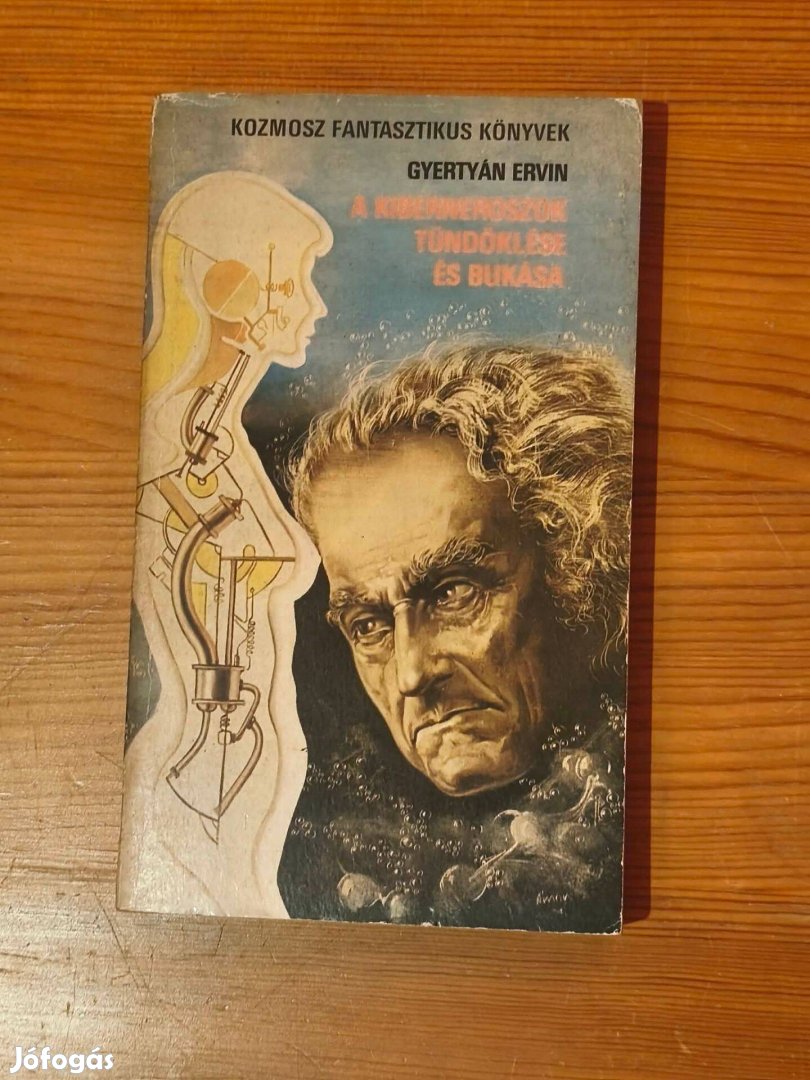 KOZMOSZ FANTASZTIKUS KÖNYVEK
GYERTYÁN ERVIN
A KIBERNEROSZOK
TÜNDÖKLÉSE
ÉS BUKÁSA
Jófogás